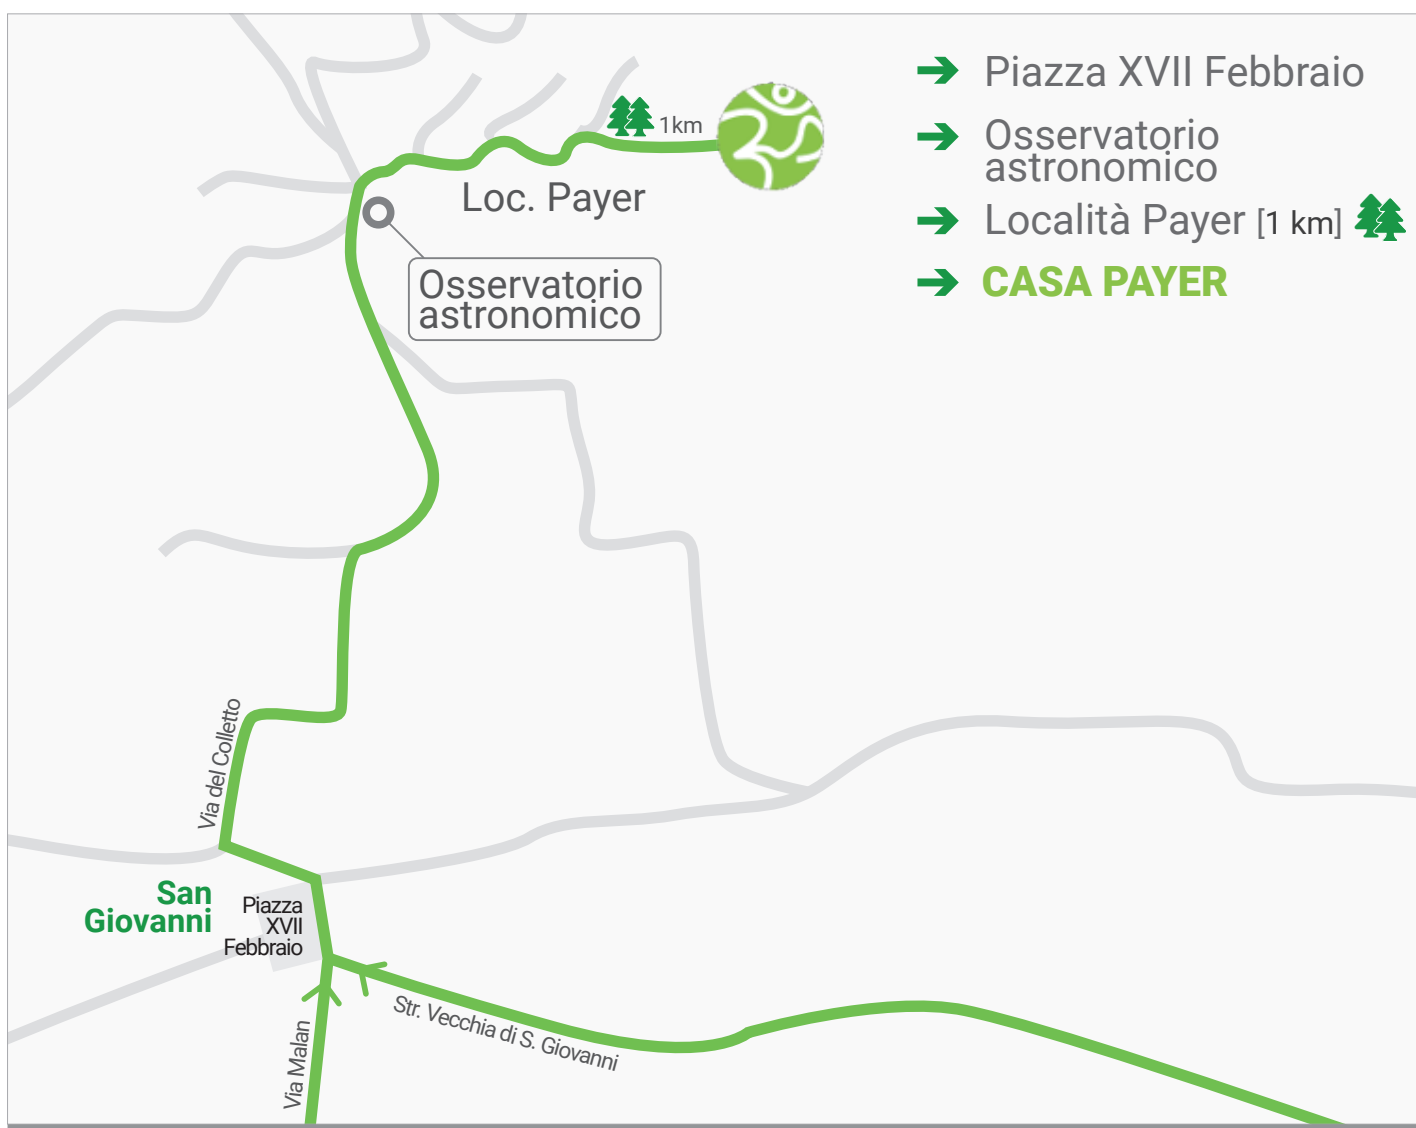 Piazza XVII Febbraio
Osservatorio
astronomico
Località Payer [1 km]
CASA PAYER
1km
Loc. Payer
Osservatorio
astronomico
Via del Colletto
San
Giovanni
Piazza
XVII
Febbraio
Str. Vecchia di S. Giovanni
Via Malan